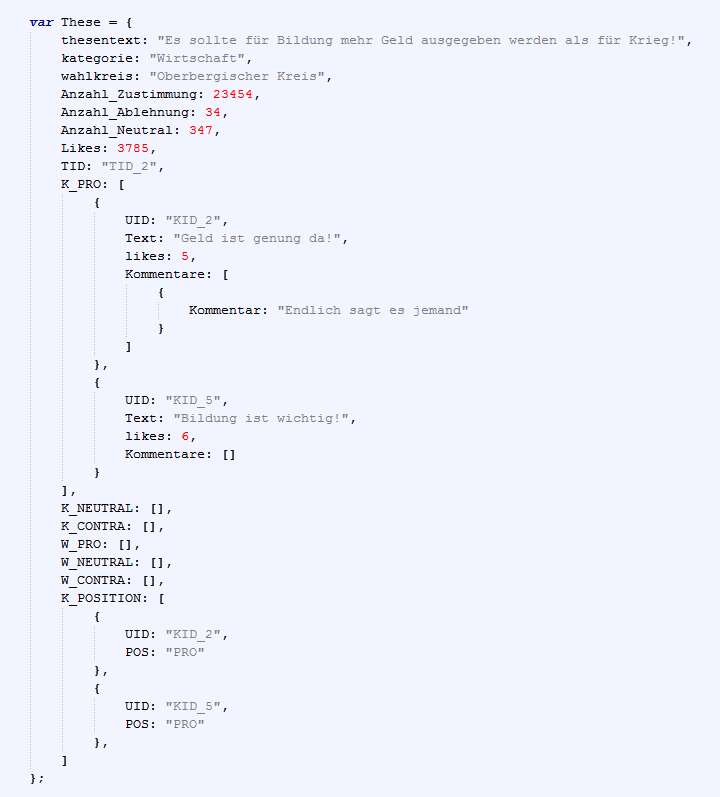 var These = {
    thesentext: "Es sollte für Bildung mehr Geld ausgegeben werden als für Krieg!",
    kategorie: "Wirtschaft",
    wahlkreis: "Oberbergischer Kreis",
    Anzahl_Zustimmung: 23454,
    Anzahl_Ablehnung: 34,
    Anzahl_Neutral: 347,
    Likes: 3785,
    TID: "TID_2",
    K_PRO: [
        {
            UID: "KID_2",
            Text: "Geld ist genung da!",
            likes: 5,
            Kommentare: [
                {
                    Kommentar: "Endlich sagt es jemand"
                }
            ]
        },
        {
            UID: "KID_5",
            Text: "Bildung ist wichtig!",
            likes: 6,
            Kommentare: []
        }
    ],
    K_NEUTRAL: [],
    K_CONTRA: [],
    W_PRO: [],
    W_NEUTRAL: [],
    W_CONTRA: [],
    K_POSITION: [
        {
            UID: "KID_2",
            POS: "PRO"
        },
        {
            UID: "KID_5",
            POS: "PRO"
        },
    ]
};